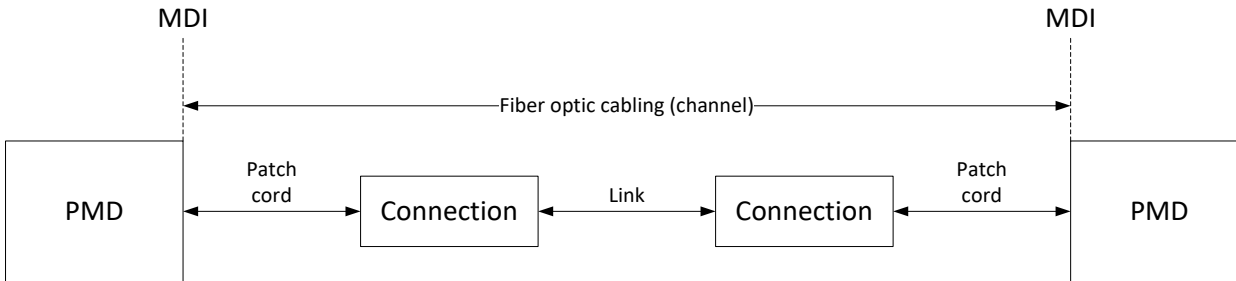 MDI
MDI
Fiber optic cabling (channel)
PMD
Patch
cord
Connection
Link
Connection
Patch
cord
PMD